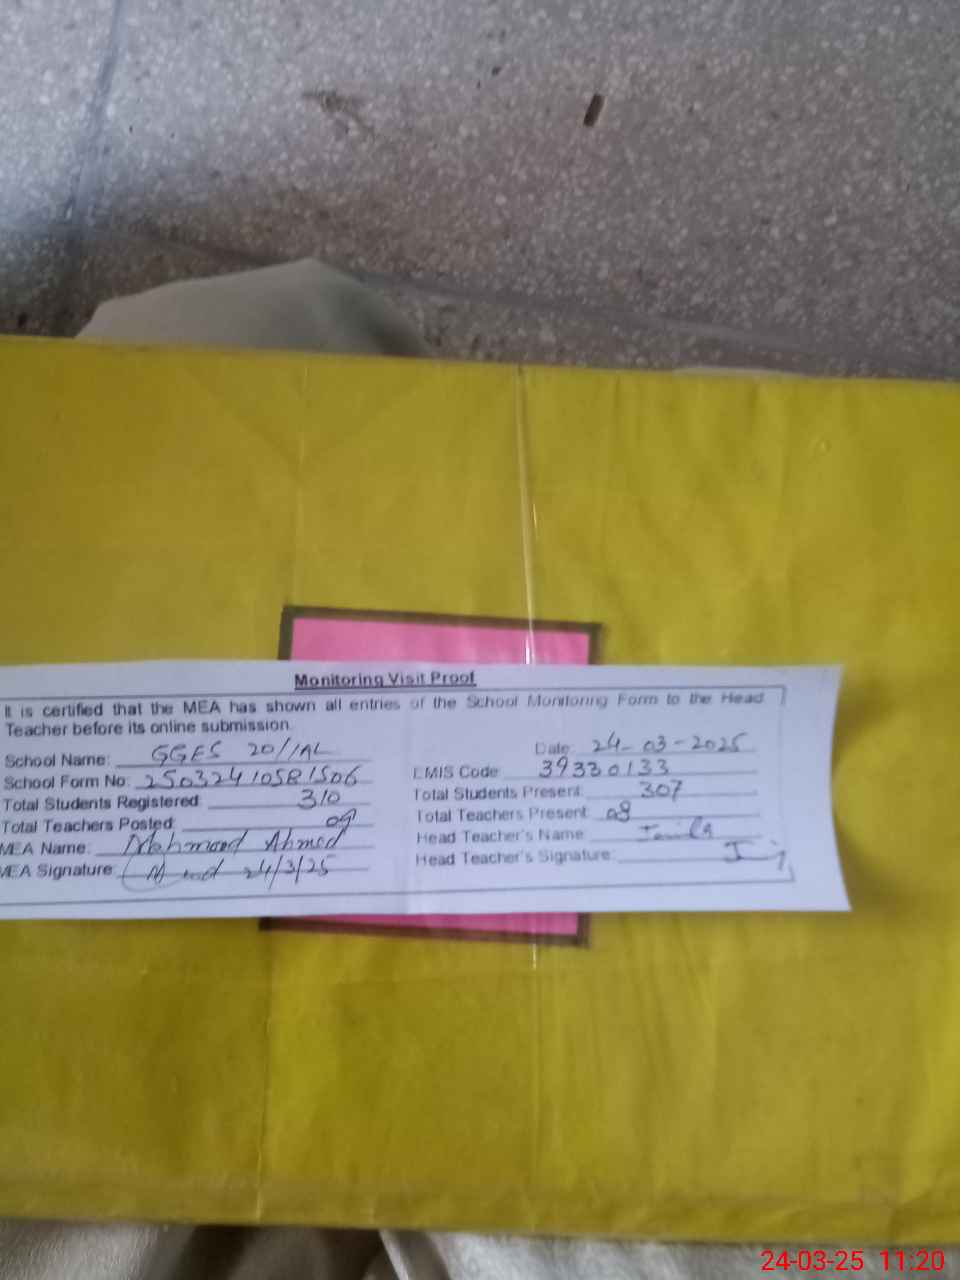 Monitoring Visit Proof
It is certified that the MEA has shown all entries of the School Monitoring Form to the Head
Teacher before its online submission.
Date: 24-03-2025
School Name: GGES 20/1AL
EMIS Code: 39330133
School Form No:
Total Students Present: 307
Total Students Registered: 310
Total Teachers Present: 08
Total Teachers Posted: 09
Head Teacher's Name:
MEA Name: Mahmood Ahmed
Head Teacher's Signature:
MEA Signature: 24/3/25
24-03-25 11:20